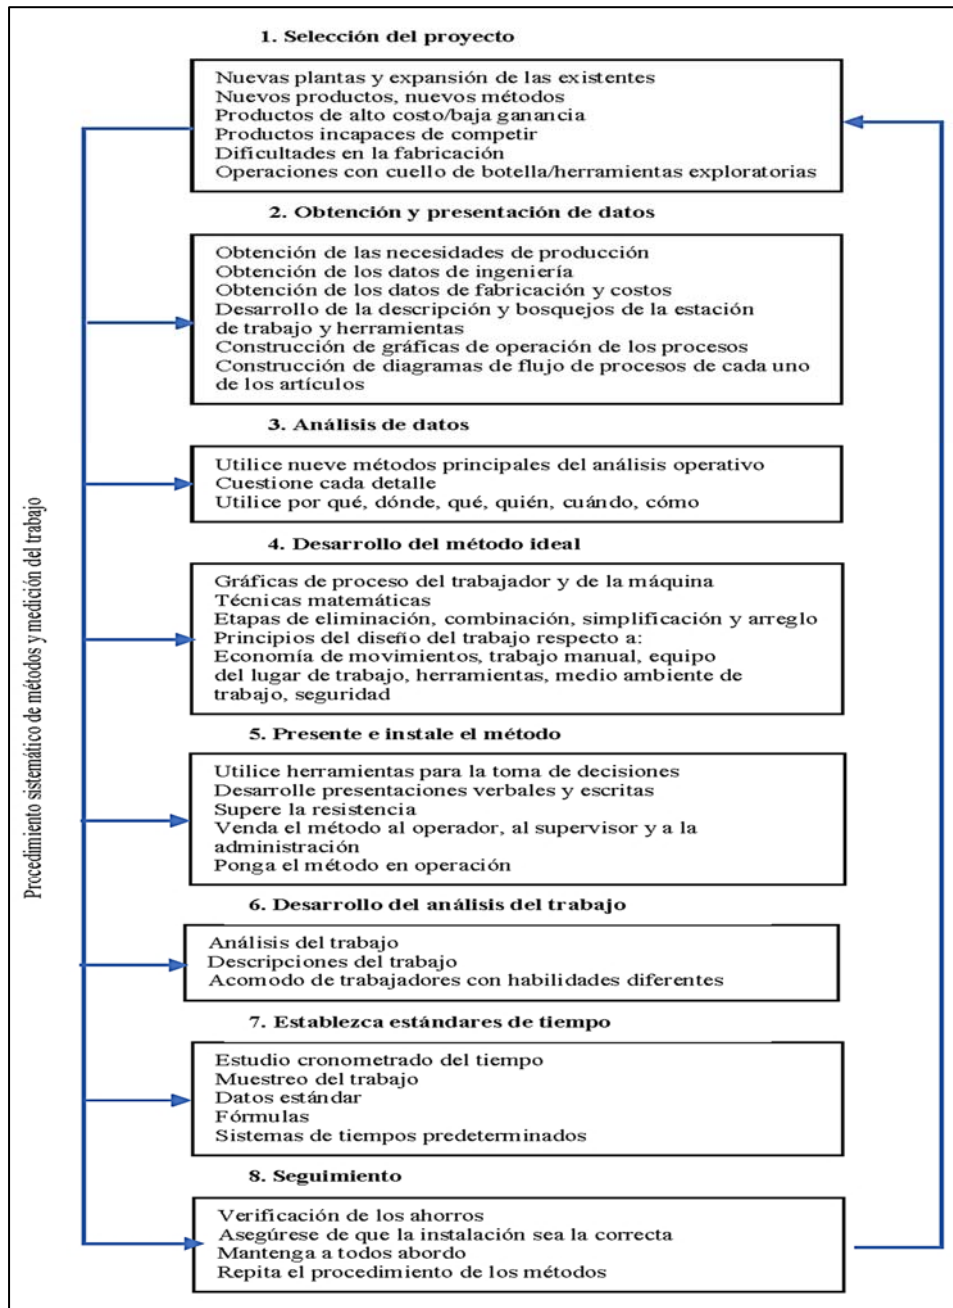 1. Selección del proyecto
Nuevas plantas y expansión de las existentes
Nuevos productos, nuevos métodos
Productos de alto costo/baja ganancia
Productos incapaces de competir
Dificultades en la fabricación
Operaciones con cuello de botella/herramientas exploratorias
2. Obtención y presentación de datos
Obtención de las necesidades de producción
Obtención de los datos de ingeniería
Obtención de los datos de fabricación y costos
Desarrollo de la descripción y bosquejos de la estación
de trabajo y herramientas
Construcción de gráficas de operación de los procesos
Construcción de diagramas de flujo de procesos de cada uno
de los artículos
3. Análisis de datos
Utilice nueve métodos principales del análisis operativo
Cuestione cada detalle
Utilice por qué, dónde, qué, quién, cuándo, cómo
4. Desarrollo del método ideal
Gráficas de proceso del trabajador y de la máquina
Técnicas matemáticas
Etapas de eliminación, combinación, simplificación y arreglo
Principios del diseño del trabajo respecto a:
Economía de movimientos, trabajo manual, equipo
del lugar de trabajo, herramientas, medio ambiente de
trabajo, seguridad
5. Presente e instale el método
Utilice herramientas para la toma de decisiones
Desarrolle presentaciones verbales y escritas
Supere la resistencia
Venda el método al operador, al supervisor y a la
administración
Ponga el método en operación
6. Desarrollo del análisis del trabajo
Análisis del trabajo
Descripciones del trabajo
Acomodo de trabajadores con habilidades diferentes
7. Establezca estándares de tiempo
Estudio cronometrado del tiempo
Muestreo del trabajo
Datos estándar
Fórmulas
Sistemas de tiempos predeterminados
8. Seguimiento
Verificación de los ahorros
Asegúrese de que la instalación sea la correcta
Mantenga a todos abordo
Repita el procedimiento de los métodos
Procedimiento sistemático de métodos y medición del trabajo